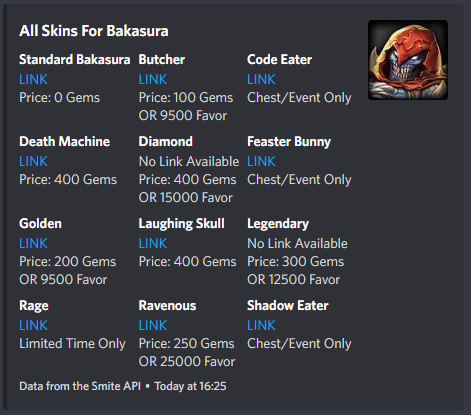 All Skins For Bakasura
Standard Bakasura
LINK
Price: 0 Gems
Butcher
LINK
Price: 100 Gems
OR 9500 Favor
Code Eater
LINK
Chest/Event Only
Death Machine
LINK
Price: 400 Gems
Diamond
No Link Available
Price: 400 Gems
OR 15000 Favor
Feaster Bunny
LINK
Chest/Event Only
Golden
LINK
Price: 200 Gems
OR 9500 Favor
Laughing Skull
LINK
Price: 400 Gems
Legendary
No Link Available
Price: 300 Gems
OR 12500 Favor
Rage
LINK
Limited Time Only
Ravenous
LINK
Price: 250 Gems
OR 25000 Favor
Shadow Eater
LINK
Chest/Event Only
Data from the Smite API • Today at 16:25